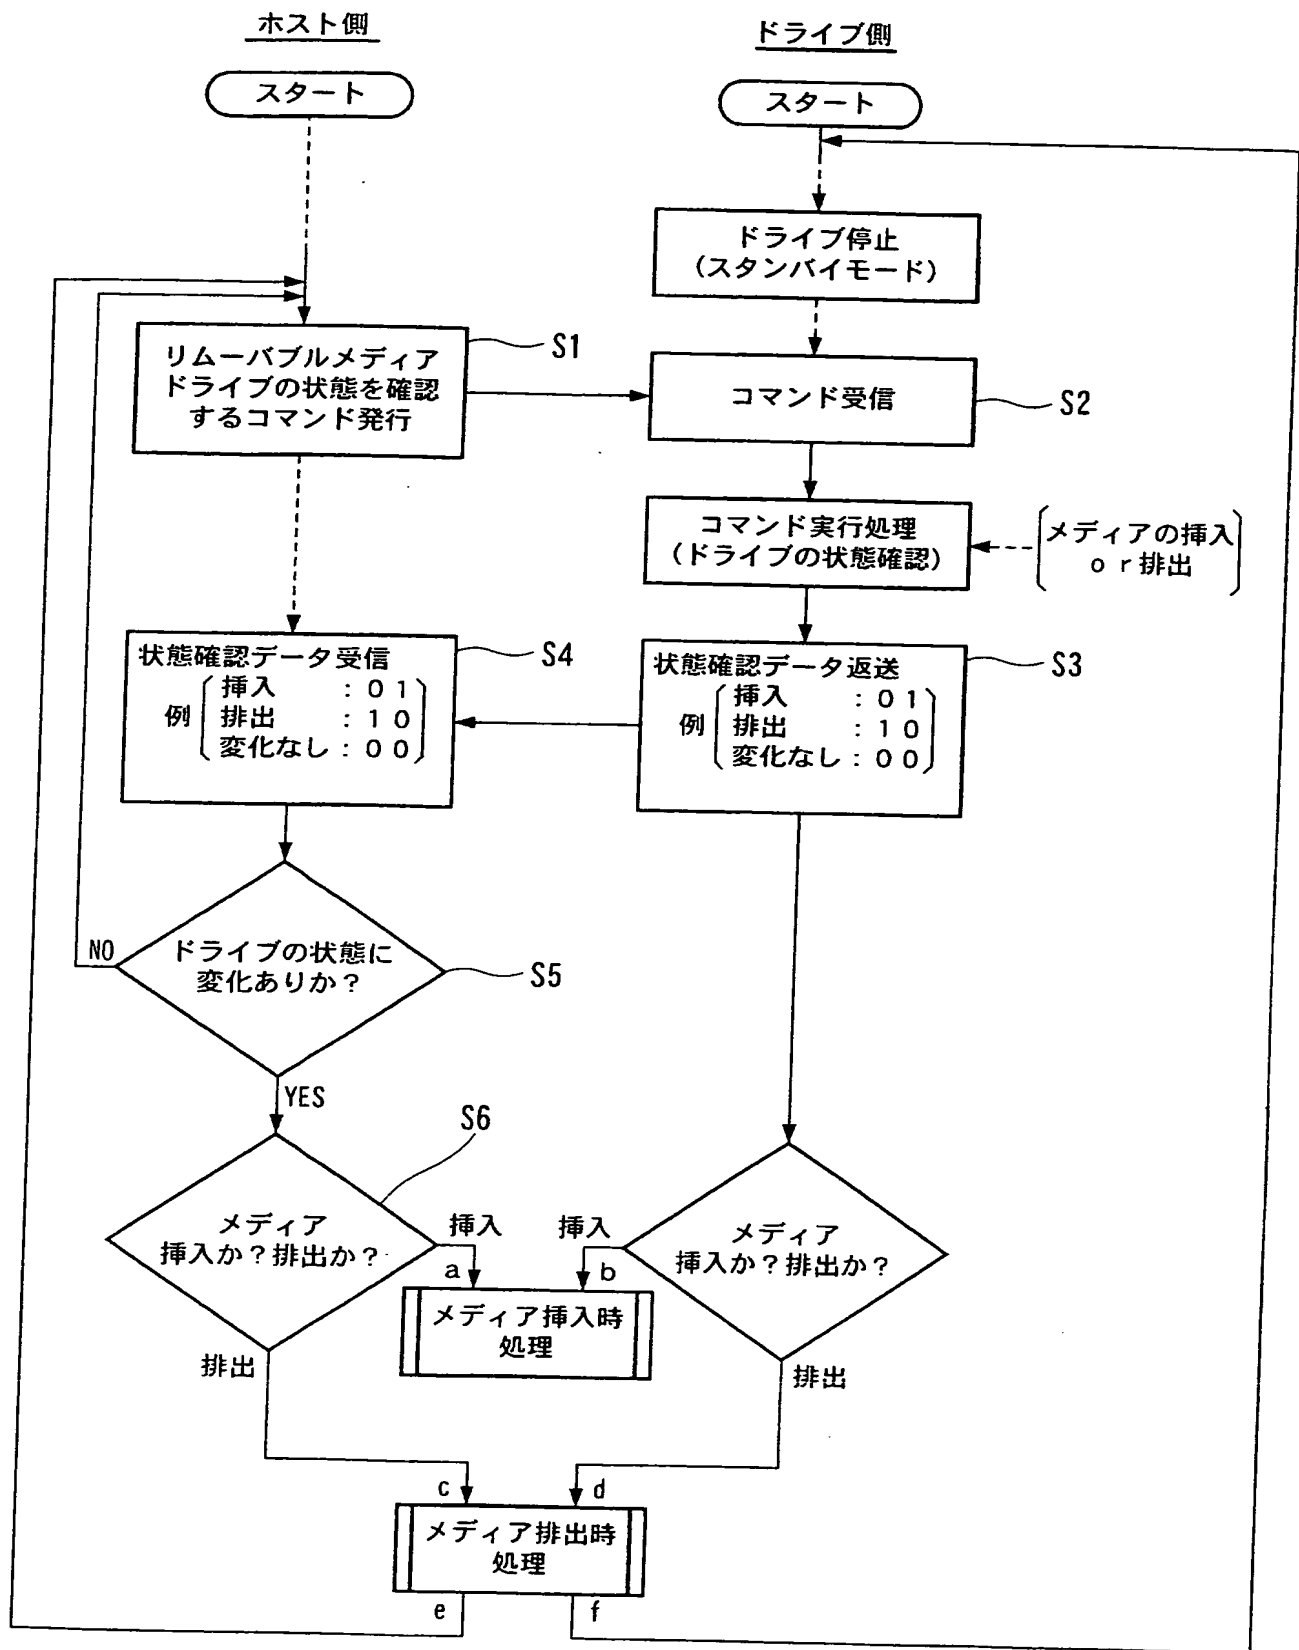 ホスト側
ドライブ側
スタート
スタート
ドライブ停止
(スタンバイモード)
リムーバブルメディア
ドライブの状態を確認
するコマンド発行
S1
コマンド受信
S2
コマンド実行処理
(ドライブの状態確認)
メディアの挿入
or排出
状態確認データ受信
例
挿入 : 01
排出 : 10
変化なし : 00
S4
状態確認データ返送
例
挿入 : 01
排出 : 10
変化なし : 00
S3
ドライブの状態に
変化ありか?
NO
S5
YES
S6
メディア
挿入か?排出か?
挿入
a
挿入
b
メディア
挿入か?排出か?
メディア挿入時
処理
排出
排出
c
d
メディア排出時
処理
e
f